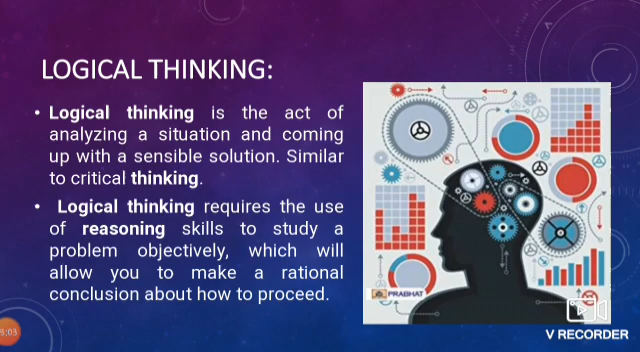 LOGICAL THINKING:
• Logical thinking is the act of
analyzing a situation and coming
up with a sensible solution. Similar
to critical thinking.
• Logical thinking requires the use
of reasoning skills to study a
problem objectively, which will
allow you to make a rational
conclusion about how to proceed.
PRABHAT
V RECORDER